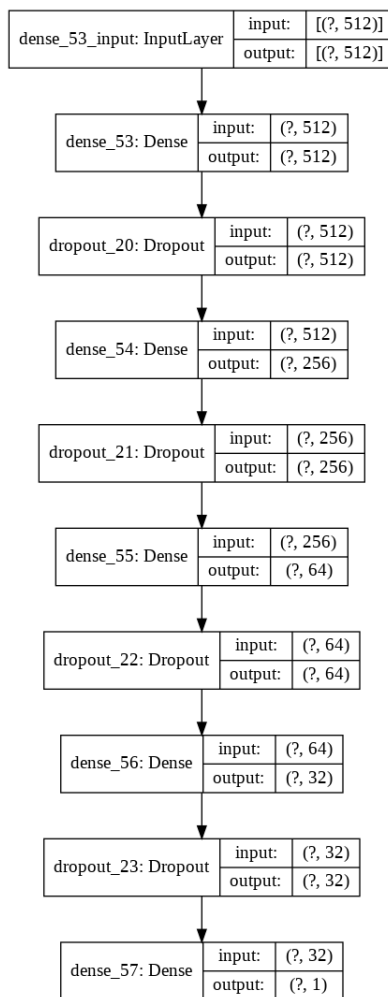 dense_53_input: InputLayer
input: [(?, 512)]
output: [(?, 512)]
dense_53: Dense
input: (?, 512)
output: (?, 512)
dropout_20: Dropout
input: (?, 512)
output: (?, 512)
dense_54: Dense
input: (?, 512)
output: (?, 256)
dropout_21: Dropout
input: (?, 256)
output: (?, 256)
dense_55: Dense
input: (?, 256)
output: (?, 64)
dropout_22: Dropout
input: (?, 64)
output: (?, 64)
dense_56: Dense
input: (?, 64)
output: (?, 32)
dropout_23: Dropout
input: (?, 32)
output: (?, 32)
dense_57: Dense
input: (?, 32)
output: (?, 1)